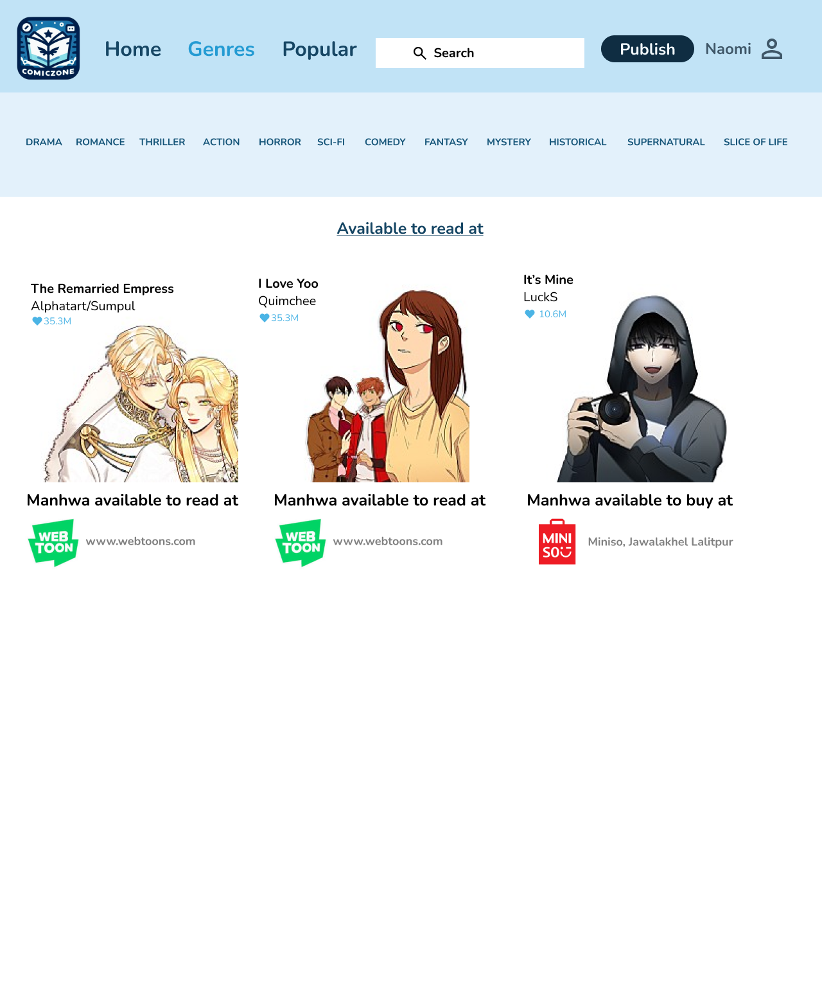 COMICZONE
Home
Genres
Popular
Search
Publish
Naomi
DRAMA
ROMANCE
THRILLER
ACTION
HORROR
SCI-FI
COMEDY
FANTASY
MYSTERY
HISTORICAL
SUPERNATURAL
SLICE OF LIFE
Available to read at
The Remarried Empress
Alphatart/Sumpul
35.3M
I Love Yoo
Quimchee
35.3M
It’s Mine
LuckS
10.6M
Manhwa available to read at
WEB
TOON
www.webtoons.com
Manhwa available to read at
WEB
TOON
www.webtoons.com
Manhwa available to buy at
MINI
SO
Miniso, Jawalakhel Lalitpur